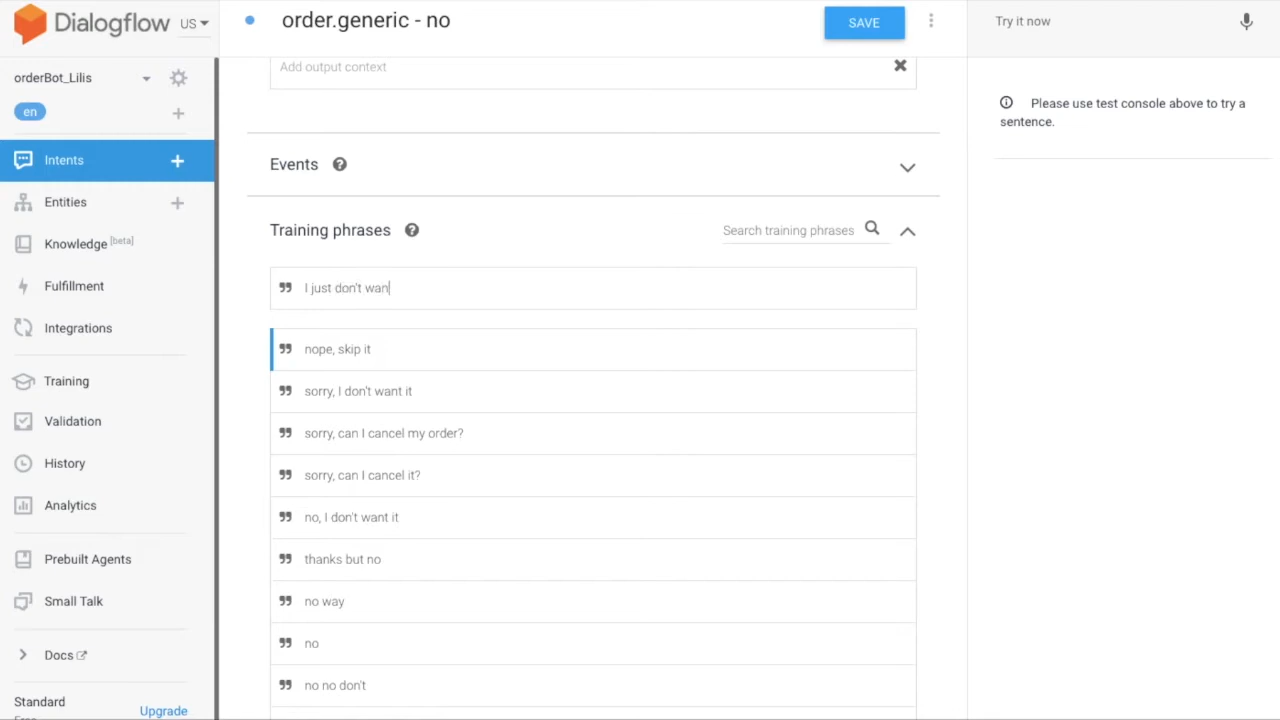 Dialogflow
US
order.generic - no
SAVE
Try it now
orderBot_Lilis
en
Add output context
Please use test console above to try a
sentence.
Intents
Events
Entities
Knowledge [beta]
Training phrases
Search training phrases
Fulfillment
I just don't wan
Integrations
nope, skip it
Training
sorry, I don't want it
Validation
sorry, can I cancel my order?
History
sorry, can I cancel it?
Analytics
no, I don't want it
Prebuilt Agents
thanks but no
Small Talk
no way
no
Docs
no no don't
Standard
Upgrade